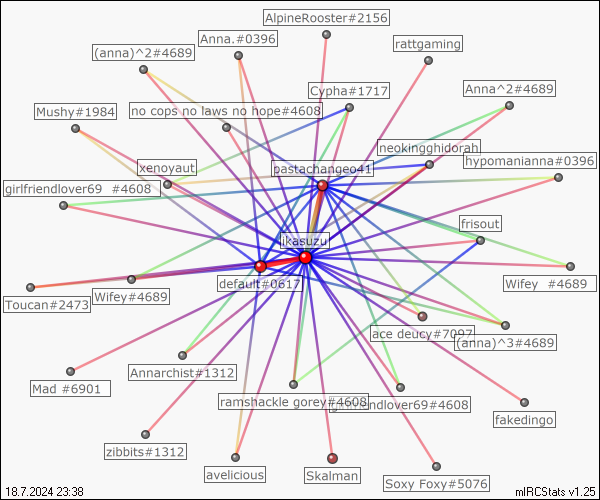 AlpineRooster#2156
Anna.#0396
rattgaming
(anna)^2#4689
Cypha#1717
Anna^2#4689
Mushy#1984
no cops no laws no hope#4608
neokingghidorah
hypomanianna#0396
xenoyaut
pastachangeo41
girlfriendlover69 #4608
frisout
ikasuzu
default#0617
Wifey #4689
Toucan#2473
Wifey#4689
ace deucy#7097
(anna)^3#4689
Annarchist#1312
Mad #6901
ramshackle gorey#4608
girlfriendlover69#4608
fakedingo
zibbits#1312
avelicious
Skalman
Soxy Foxy#5076
18.7.2024 23:38
mIRCStats v1.25